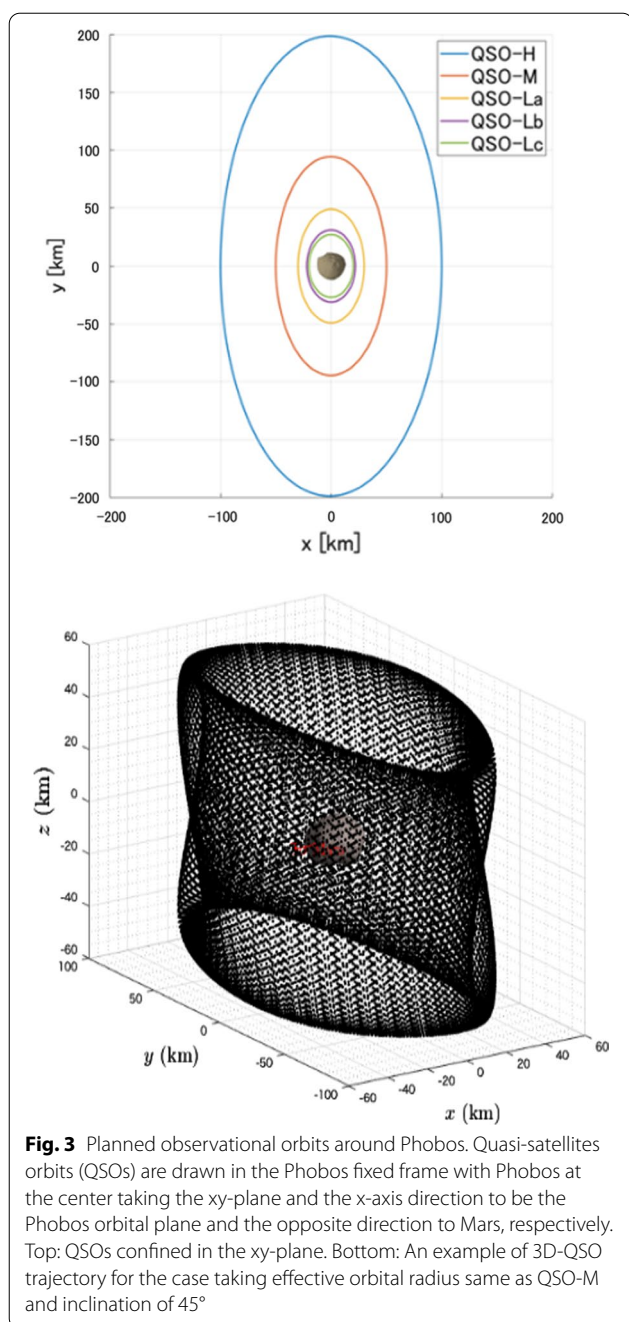 200
150
100
50
0
-50
-100
-150
-200
y [km]
-200
-100
0
100
200
x [km]
QSO-H
QSO-M
QSO-La
QSO-Lb
QSO-Lc
60
40
20
0
-20
-40
-60
z (km)
100
50
0
-50
-100
y (km)
-60
-40
-20
0
20
40
60
x (km)
Fig. 3 Planned observational orbits around Phobos. Quasi-satellites
orbits (QSOs) are drawn in the Phobos fixed frame with Phobos at
the center taking the xy-plane and the x-axis direction to be the
Phobos orbital plane and the opposite direction to Mars, respectively.
Top: QSOs confined in the xy-plane. Bottom: An example of 3D-QSO
trajectory for the case taking effective orbital radius same as QSO-M
and inclination of 45°